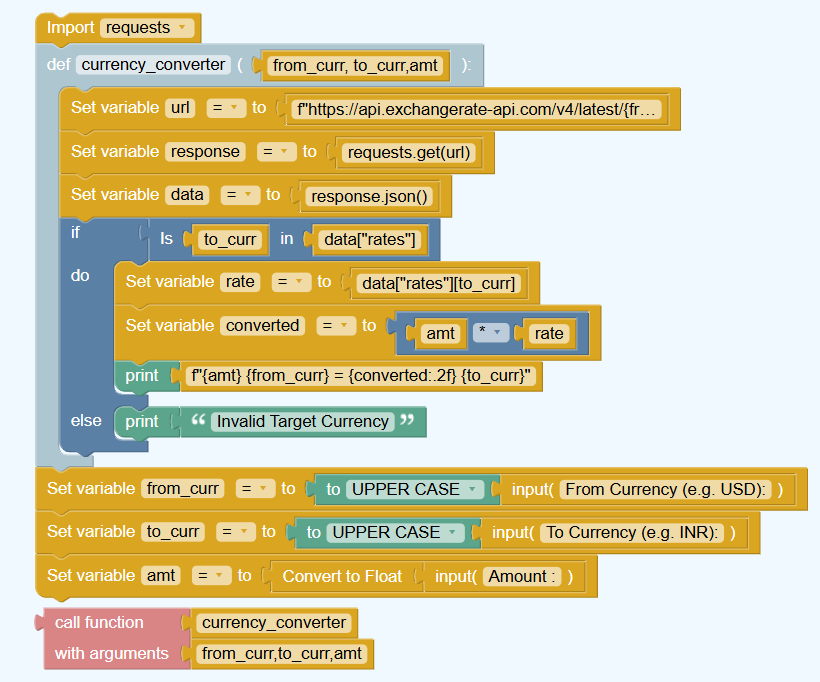 Import requests
def currency_converter ( from_curr, to_curr,amt ):
Set variable url = to f"https://api.exchangerate-api.com/v4/latest/{fr...
Set variable response = to requests.get(url)
Set variable data = to response.json()
if Is to_curr in data["rates"]
do Set variable rate = to data["rates"][to_curr]
Set variable converted = to amt * rate
print f"{amt} {from_curr} = {converted:.2f} {to_curr}"
else print “ Invalid Target Currency ”
Set variable from_curr = to to UPPER CASE input( From Currency (e.g. USD): )
Set variable to_curr = to to UPPER CASE input( To Currency (e.g. INR): )
Set variable amt = to Convert to Float input( Amount : )
call function currency_converter
with arguments from_curr,to_curr,amt